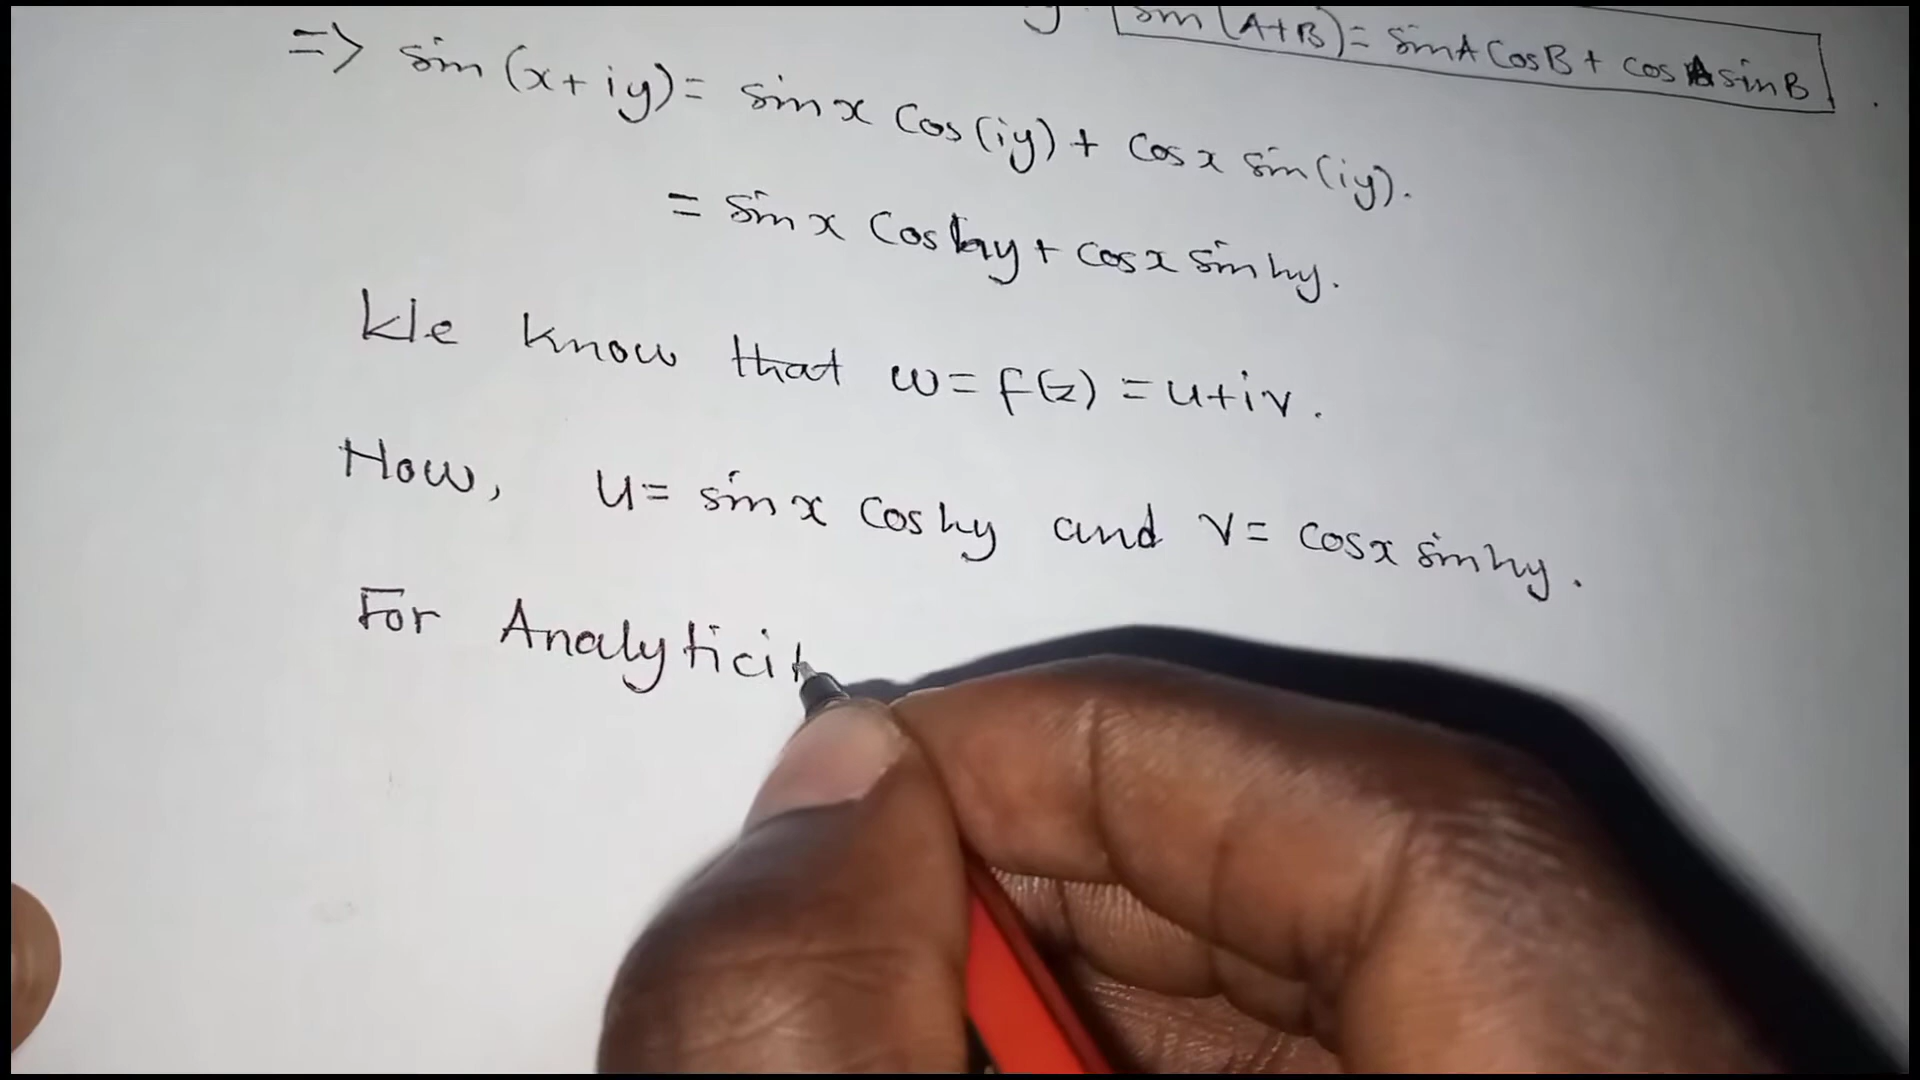 sin(A+B)= sinA CosB + cosA sinB
=> sin(x+iy)= sinx Cos(iy)+ Cosx sin(iy).
= sinx Coshy + cosx sinhy.
We know that w= f(z) = u+iv.
Now, u= sinx Coshy and v= cosx sinhy.
For Analyticit